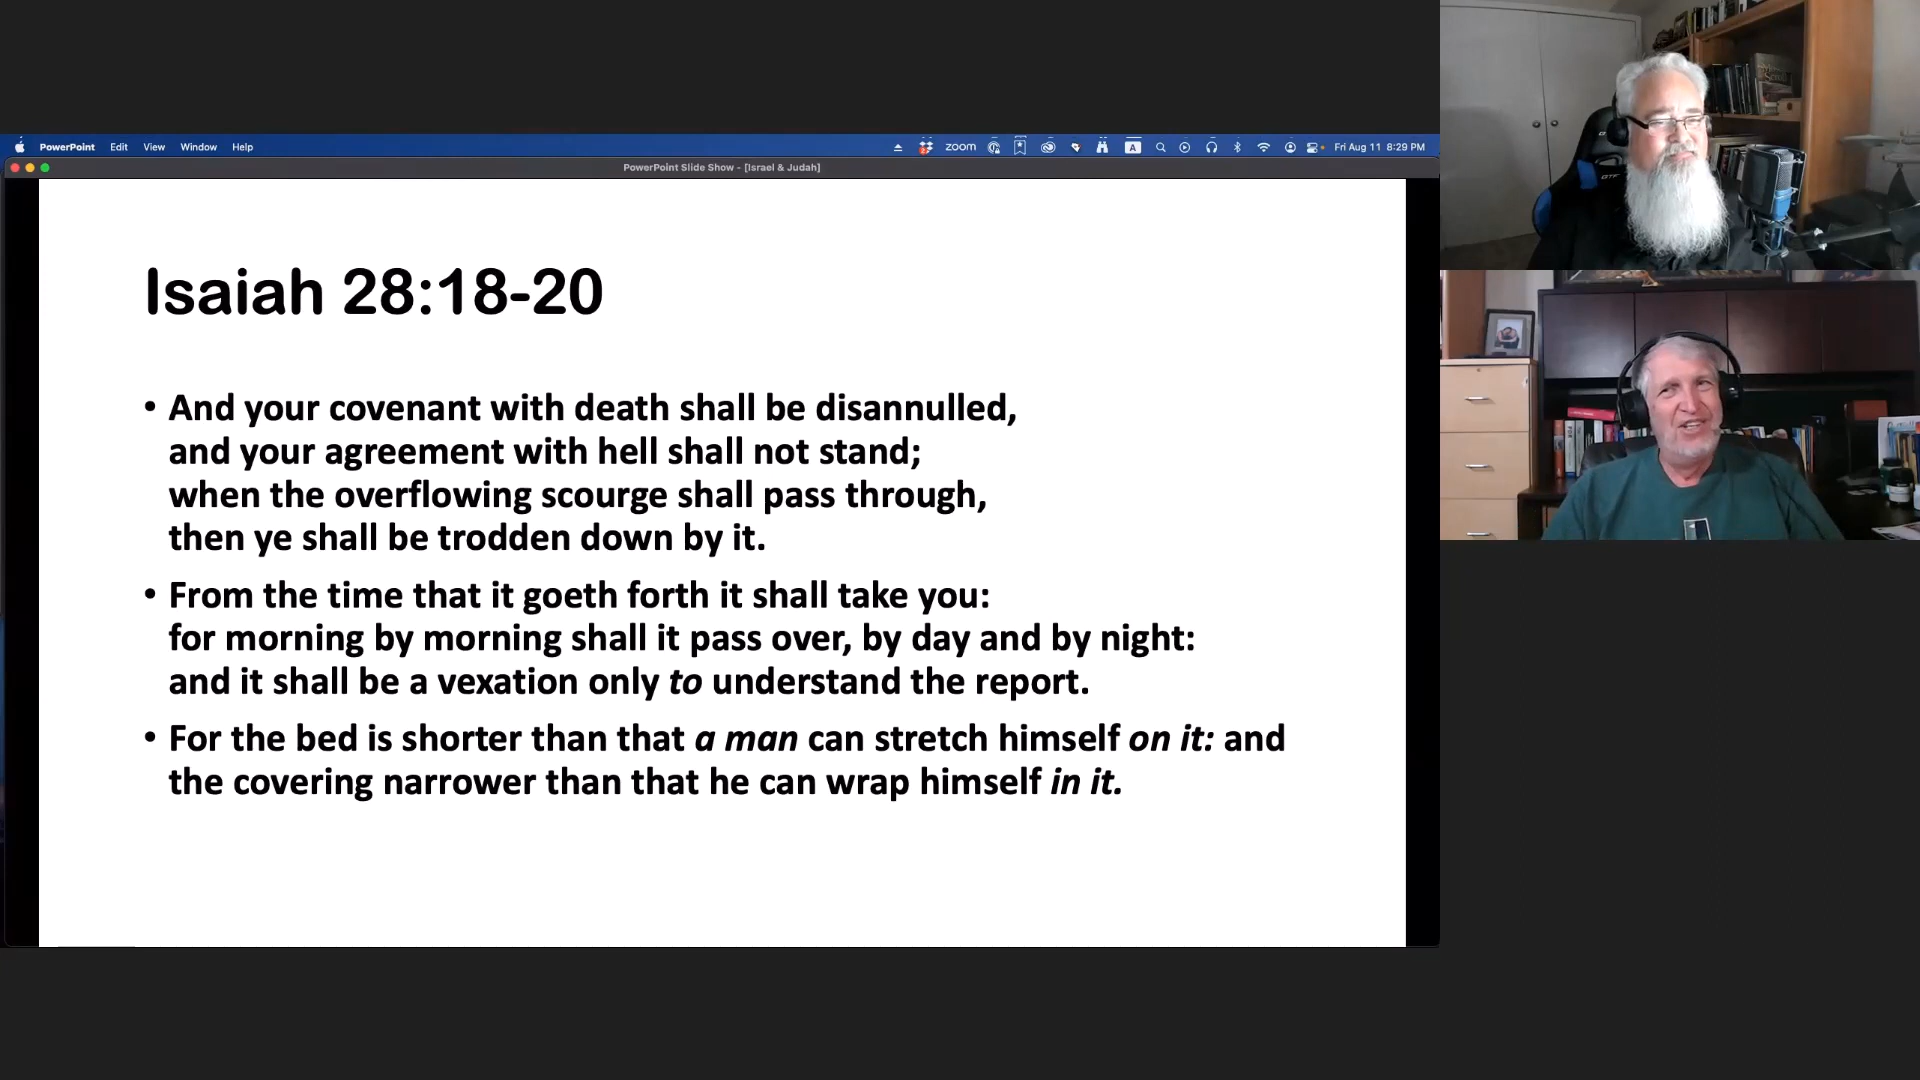 PowerPoint Edit View Window Help
zoom A Fri Aug 11 8:29 PM
PowerPoint Slide Show - [Israel & Judah]
Isaiah 28:18-20
• And your covenant with death shall be disannulled,
and your agreement with hell shall not stand;
when the overflowing scourge shall pass through,
then ye shall be trodden down by it.
• From the time that it goeth forth it shall take you:
for morning by morning shall it pass over, by day and by night:
and it shall be a vexation only to understand the report.
• For the bed is shorter than that a man can stretch himself on it: and
the covering narrower than that he can wrap himself in it.